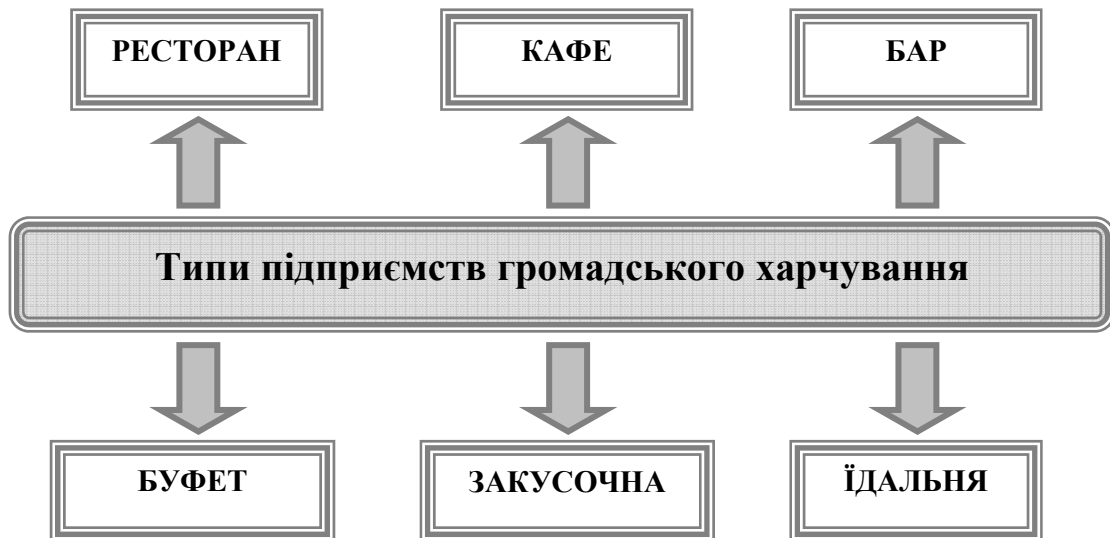 РЕСТОРАН
КАФЕ
БАР
Типи підприємств громадського харчування
БУФЕТ
ЗАКУСОЧНА
ЇДАЛЬНЯ